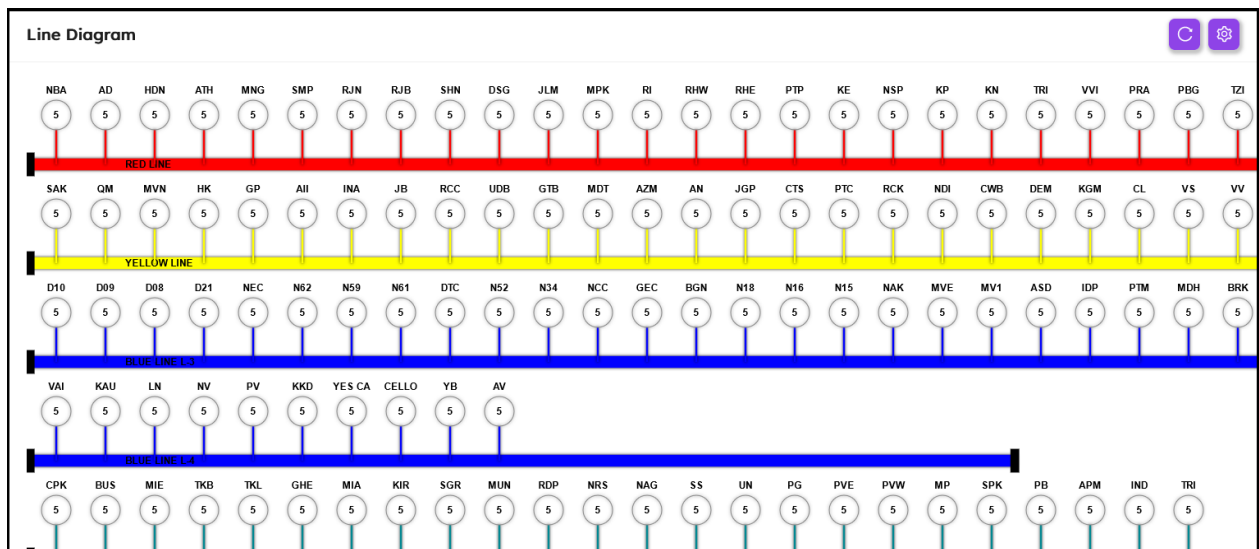 Line Diagram
NBA AD HDN ATH MNG SMP RJN RJB SHN DSG JLM MPK RI RHW RHE PTP KE NSP KP KN TRI VVI PRA PBG TZI
5 5 5 5 5 5 5 5 5 5 5 5 5 5 5 5 5 5 5 5 5 5 5 5 5
RED LINE
SAK QM MVN HK GP AII INA JB RCC UDB GTB MDT AZM AN JGP CTS PTC RCK NDI CWB DEM KGM CL VS VV
5 5 5 5 5 5 5 5 5 5 5 5 5 5 5 5 5 5 5 5 5 5 5 5 5
YELLOW LINE
D10 D09 D08 D21 NEC N62 N59 N61 DTC N52 N34 NCC GEC BGN N18 N16 N15 NAK MVE MV1 ASD IDP PTM MDH BRK
5 5 5 5 5 5 5 5 5 5 5 5 5 5 5 5 5 5 5 5 5 5 5 5 5
BLUE LINE L-3
VAI KAU LN NV PV KKD YES CA CELLO YB AV
5 5 5 5 5 5 5 5 5 5
BLUE LINE L-4
CPK BUS MIE TKB TKL GHE MIA KIR SGR MUN RDP NRS NAG SS UN PG PVE PVW MP SPK PB APM IND TRI
5 5 5 5 5 5 5 5 5 5 5 5 5 5 5 5 5 5 5 5 5 5 5 5